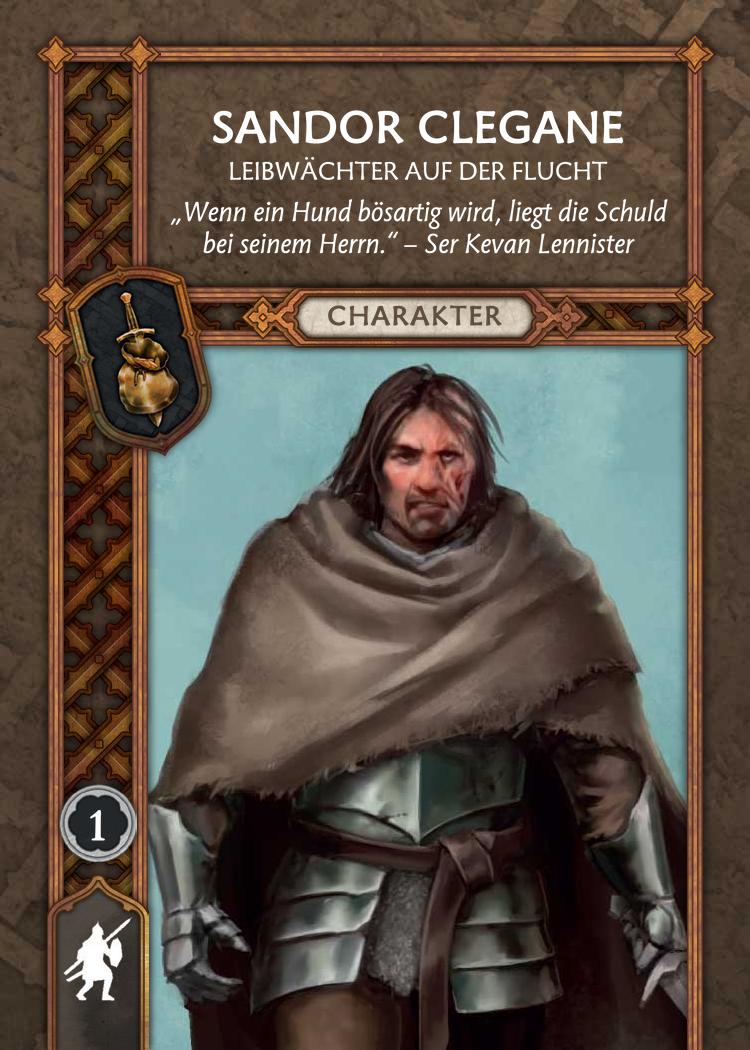 SANDOR CLEGANE
LEIBWÄCHTER AUF DER FLUCHT
„Wenn ein Hund bösartig wird, liegt die Schuld
bei seinem Herrn.“ – Ser Kevan Lennister
CHARAKTER
1